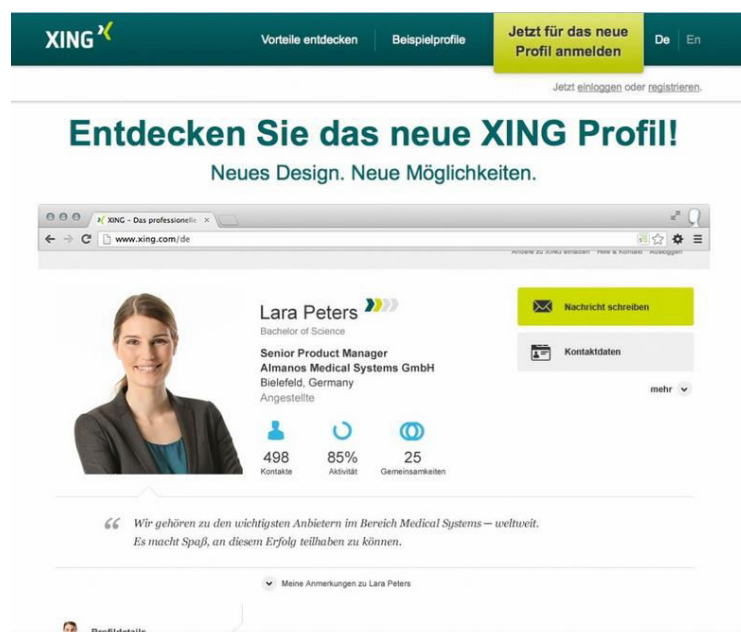 XING
Vorteile entdecken
Beispielprofile
Jetzt für das neue
Profil anmelden
De
En
Jetzt einloggen oder registrieren.
Entdecken Sie das neue XING Profil!
Neues Design. Neue Möglichkeiten.
XING – Das professionelle
www.xing.com/de
Hilfe & Kontakt Ausloggen
Lara Peters
Bachelor of Science
Senior Product Manager
Almanos Medical Systems GmbH
Bielefeld, Germany
Angestellte
498
Kontakte
85%
Aktivität
25
Gemeinsamkeiten
Nachricht schreiben
Kontaktdaten
mehr
“ Wir gehören zu den wichtigsten Anbietern im Bereich Medical Systems — weltweit.
Es macht Spaß, an diesem Erfolg teilhaben zu können.
Meine Anmerkungen zu Lara Peters
Profildetails